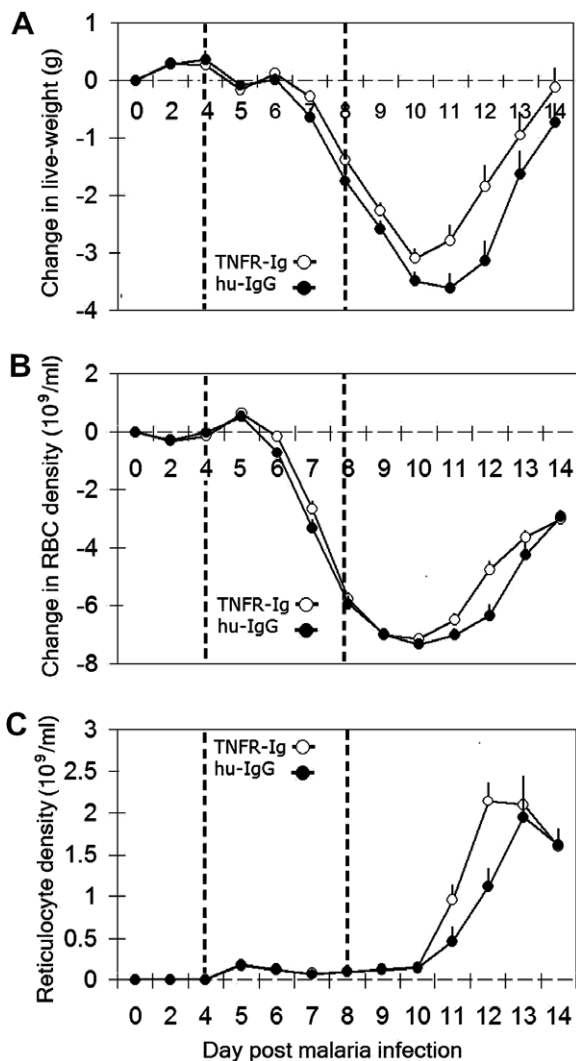 A
Change in live-weight (g)
1
0
-1
-2
-3
-4
0 2 4 5 6 7 8 9 10 11 12 13 14
TNFR-Ig
hu-IgG
B
Change in RBC density (10⁹/ml)
2
0
-2
-4
-6
-8
0 2 4 5 6 7 8 9 10 11 12 13 14
TNFR-Ig
hu-IgG
C
Reticulocyte density (10⁹/ml)
3
2.5
2
1.5
1
0.5
0
TNFR-Ig
hu-IgG
0 2 4 5 6 7 8 9 10 11 12 13 14
Day post malaria infection